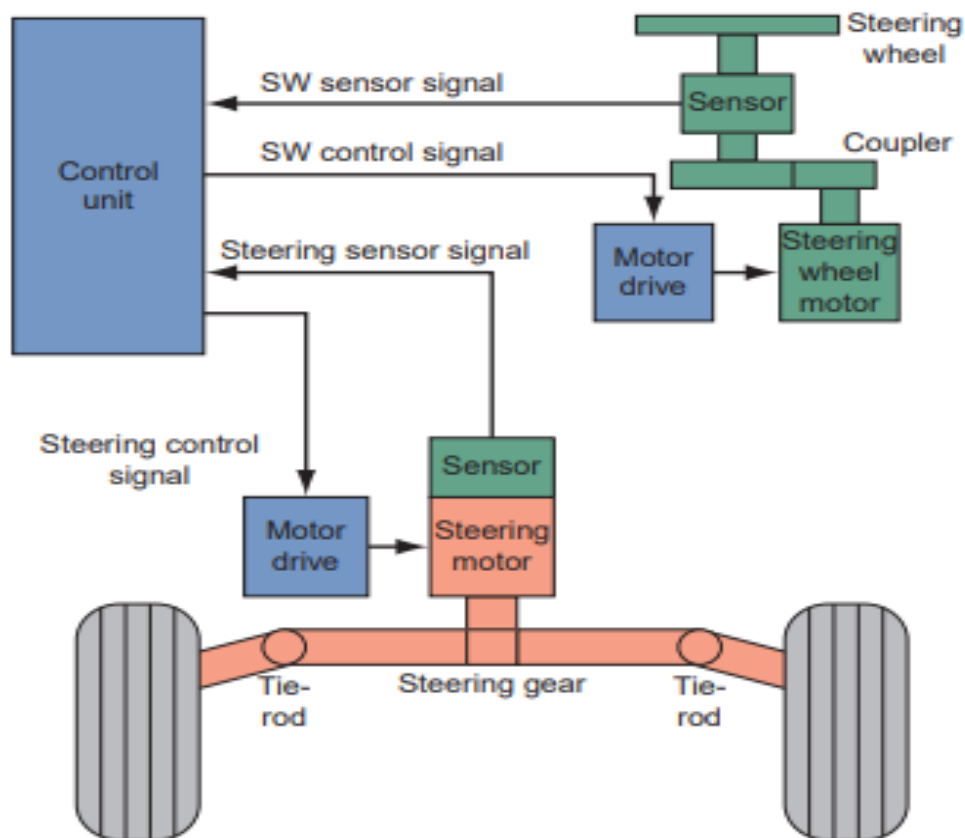 Steering
wheel
SW sensor signal
Sensor
SW control signal
Coupler
Control
unit
Steering sensor signal
Motor
drive
Steering
wheel
motor
Steering control
signal
Sensor
Motor
drive
Steering
motor
Tie-
rod
Steering gear
Tie-
rod